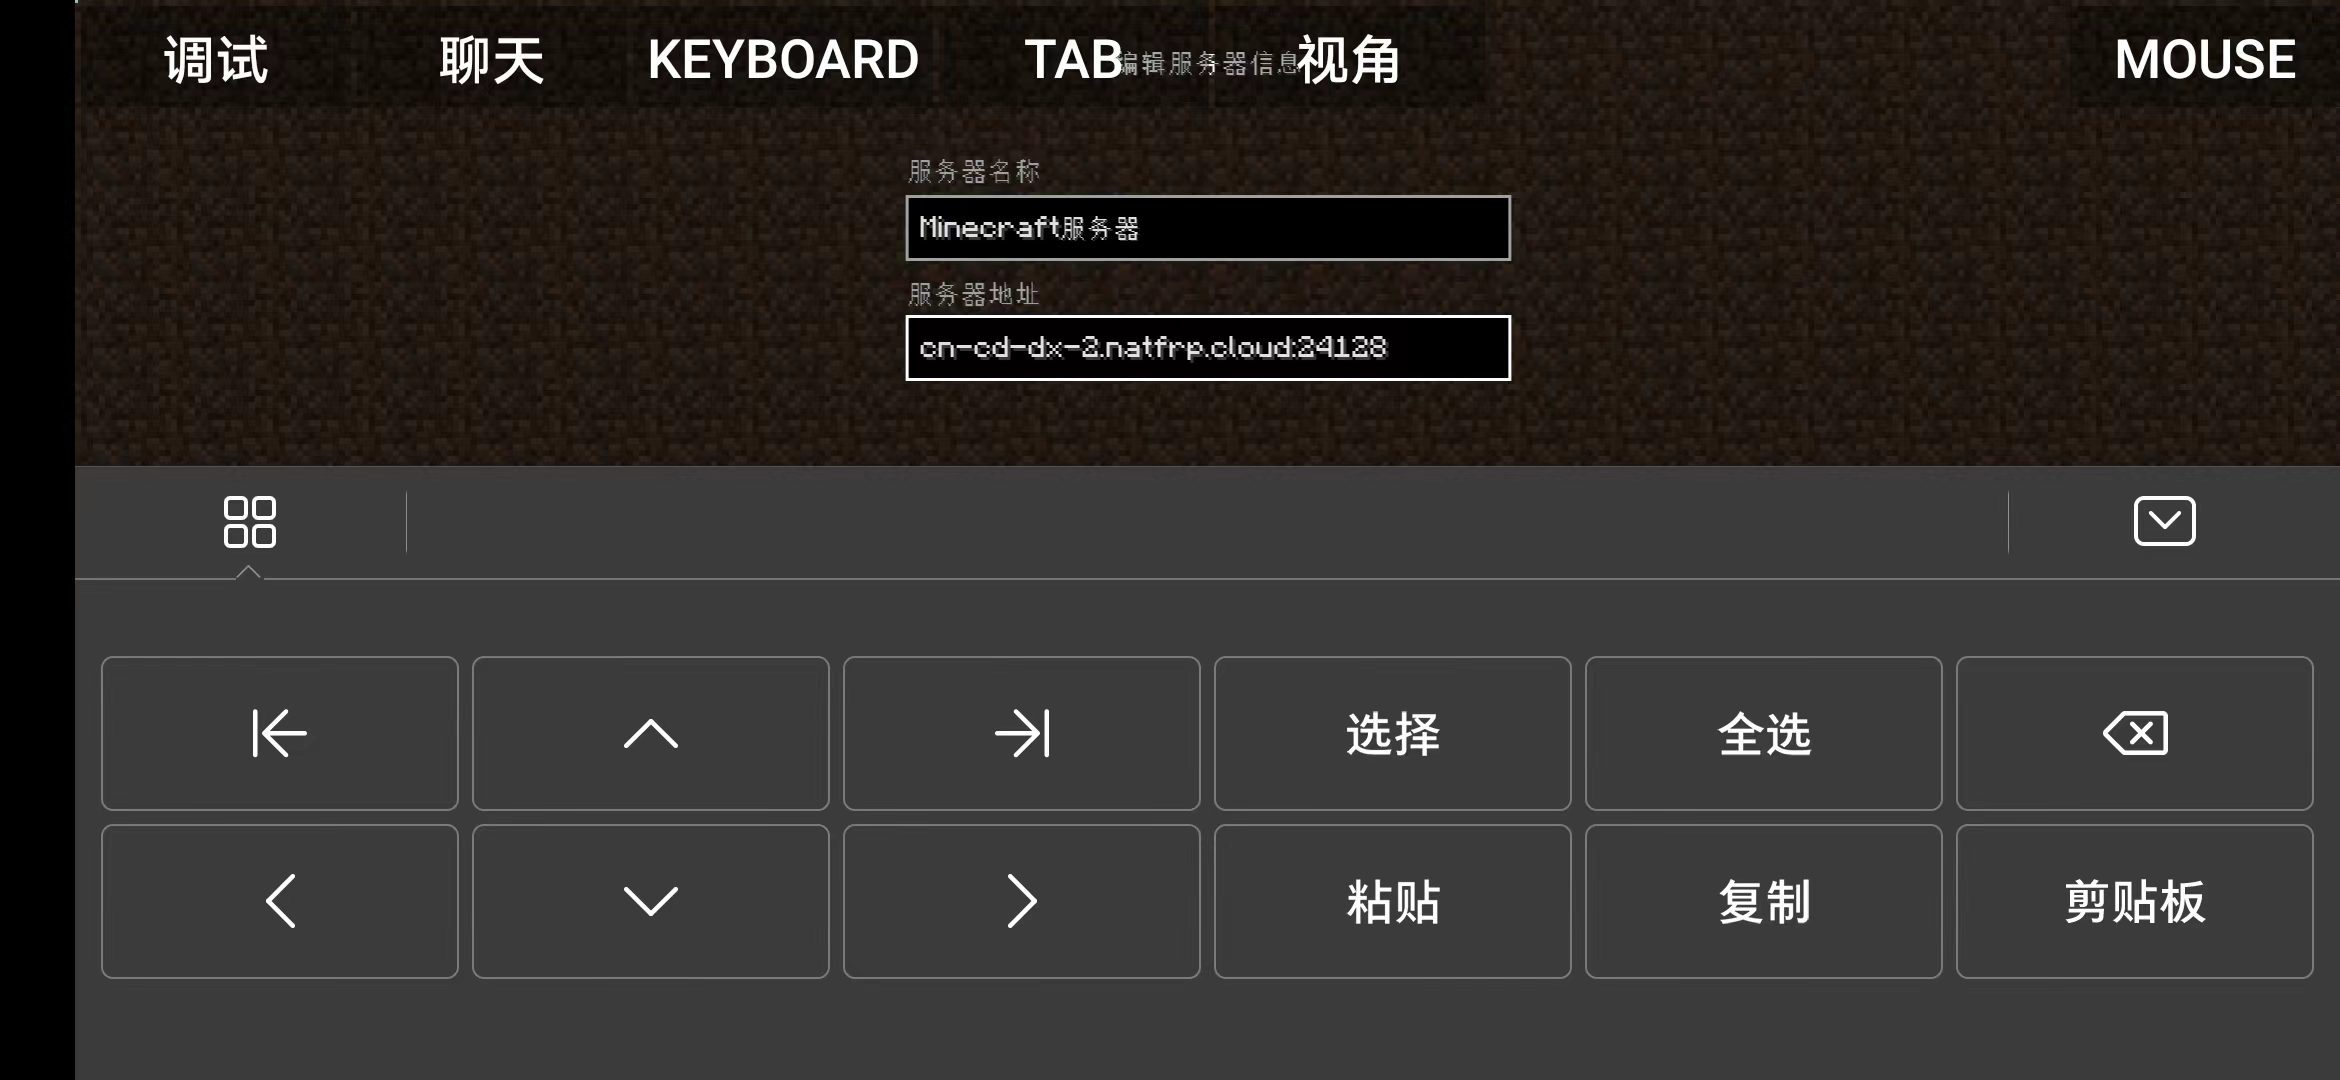 调试 聊天 KEYBOARD TAB 编辑服务器信息 视角 MOUSE
服务器名称
Minecraft服务器
服务器地址
cn-cd-dx-2.natfrp.cloud:24128
选择 全选
粘贴 复制 剪贴板